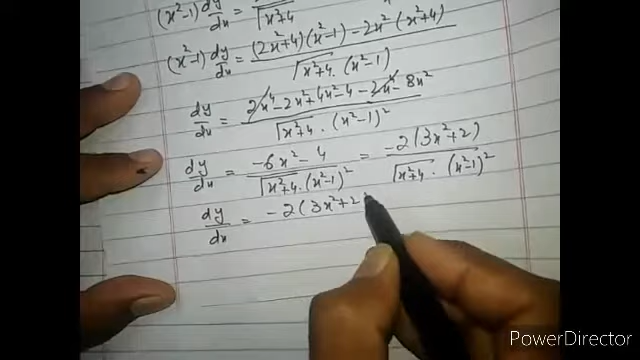 (x²-1) dy/dx = /√x²+4
(x²-1) dy/dx = (2x²+4)(x²-1) - 2x²(x²+4) / √x²+4 · (x²-1)
dy/dx = 2x⁴ - 2x² + 4x² - 4 - 2x⁴ - 8x² / √x²+4 · (x²-1)²
dy/dx = -6x² - 4 / √x²+4 · (x²-1)² = -2(3x²+2) / √x²+4 · (x²-1)²
dy/dx = -2(3x²+2)
PowerDirector